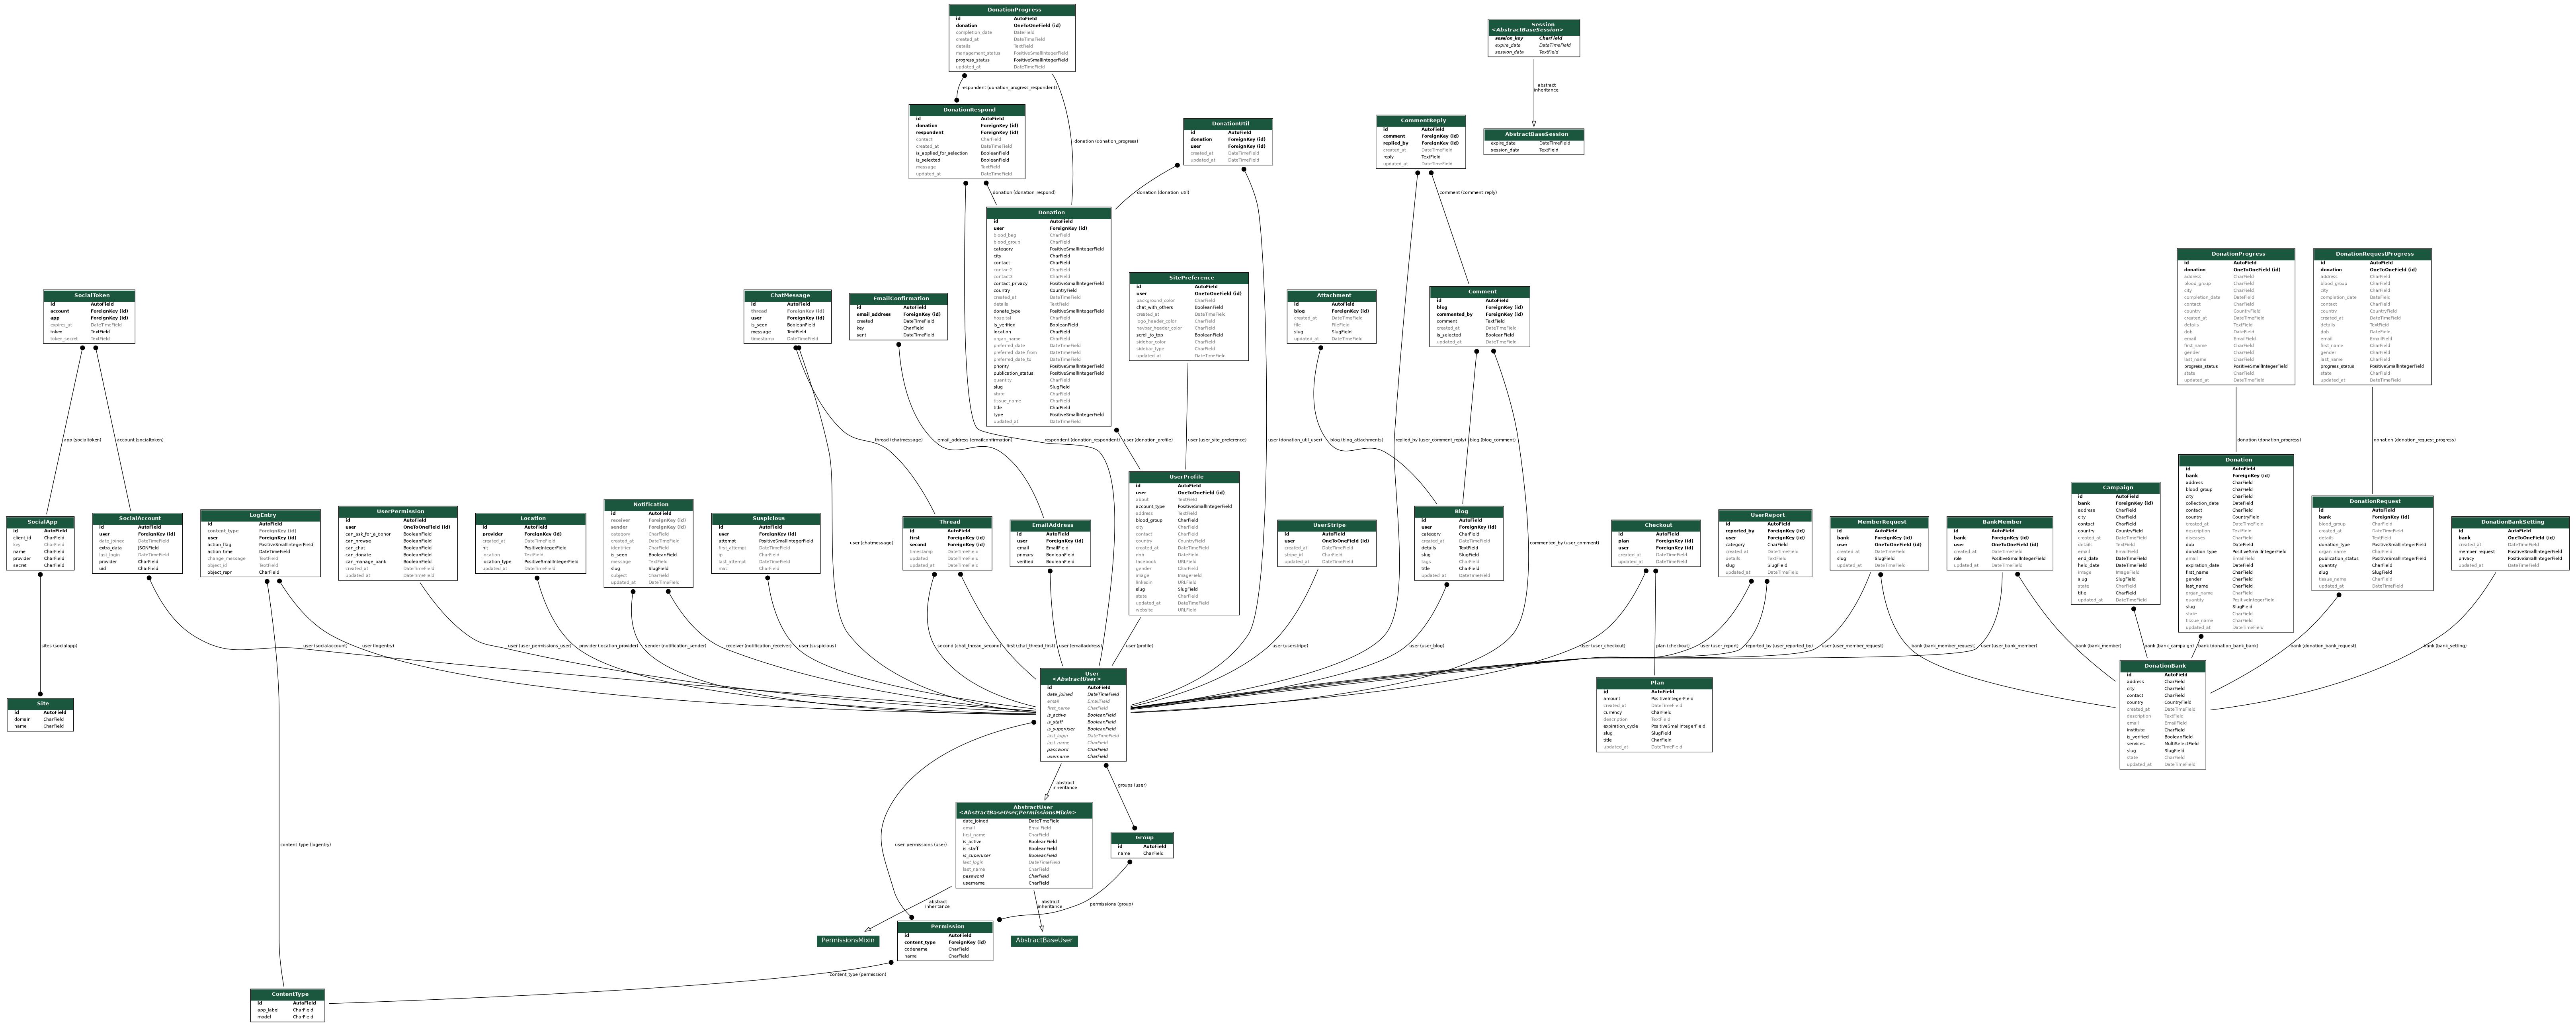 DonationProgress
id AutoField
donation OneToOneField (id)
completion_date DateField
created_at DateTimeField
details TextField
management_status PositiveSmallIntegerField
progress_status PositiveSmallIntegerField
updated_at DateTimeField
Session
<AbstractBaseSession>
session_key CharField
expire_date DateTimeField
session_data TextField
respondent (donation_progress_respondent)
abstract
inheritance
DonationRespond
id AutoField
donation ForeignKey (id)
respondent ForeignKey (id)
contact CharField
created_at DateTimeField
is_applied_for_selection BooleanField
is_selected BooleanField
message TextField
updated_at DateTimeField
donation (donation_progress)
DonationUtil
id AutoField
donation ForeignKey (id)
user ForeignKey (id)
created_at DateTimeField
updated_at DateTimeField
CommentReply
id AutoField
comment ForeignKey (id)
replied_by ForeignKey (id)
created_at DateTimeField
reply TextField
updated_at DateTimeField
AbstractBaseSession
expire_date DateTimeField
session_data TextField
donation (donation_respond)
donation (donation_util)
comment (comment_reply)
Donation
id AutoField
user ForeignKey (id)
blood_bag CharField
blood_group CharField
category PositiveSmallIntegerField
city CharField
contact CharField
contact2 CharField
contact3 CharField
contact_privacy PositiveSmallIntegerField
country CountryField
created_at DateTimeField
details TextField
donate_type PositiveSmallIntegerField
hospital CharField
is_verified BooleanField
location CharField
organ_name CharField
preferred_date DateTimeField
preferred_date_from DateTimeField
preferred_date_to DateTimeField
priority PositiveSmallIntegerField
publication_status PositiveSmallIntegerField
quantity CharField
slug SlugField
state CharField
tissue_name CharField
title CharField
type PositiveSmallIntegerField
updated_at DateTimeField
SocialToken
id AutoField
account ForeignKey (id)
app ForeignKey (id)
expires_at DateTimeField
token TextField
token_secret TextField
ChatMessage
id AutoField
thread ForeignKey (id)
user ForeignKey (id)
is_seen BooleanField
message TextField
timestamp DateTimeField
EmailConfirmation
id AutoField
email_address ForeignKey (id)
created DateTimeField
key CharField
sent DateTimeField
SitePreference
id AutoField
user OneToOneField (id)
background_color CharField
chat_with_others BooleanField
created_at DateTimeField
logo_header_color CharField
navbar_header_color CharField
scroll_to_top BooleanField
sidebar_color CharField
sidebar_type CharField
updated_at DateTimeField
Attachment
id AutoField
blog ForeignKey (id)
created_at DateTimeField
file FileField
slug SlugField
updated_at DateTimeField
Comment
id AutoField
blog ForeignKey (id)
commented_by ForeignKey (id)
comment TextField
created_at DateTimeField
is_selected BooleanField
updated_at DateTimeField
DonationProgress
id AutoField
donation OneToOneField (id)
address CharField
blood_group CharField
city CharField
completion_date DateField
contact CharField
country CountryField
created_at DateTimeField
details TextField
dob DateField
email EmailField
first_name CharField
gender CharField
last_name CharField
progress_status PositiveSmallIntegerField
state CharField
updated_at DateTimeField
DonationRequestProgress
id AutoField
donation OneToOneField (id)
address CharField
blood_group CharField
city CharField
completion_date DateField
contact CharField
country CountryField
created_at DateTimeField
details TextField
dob DateField
email EmailField
first_name CharField
gender CharField
last_name CharField
progress_status PositiveSmallIntegerField
state CharField
updated_at DateTimeField
app (socialtoken)
account (socialtoken)
thread (chatmessage)
email_address (emailconfirmation)
respondent (donation_respondent)
user (donation_profile)
user (user_site_preference)
user (donation_util_user)
blog (blog_attachments)
replied_by (user_comment_reply)
blog (blog_comment)
donation (donation_progress)
donation (donation_request_progress)
SocialApp
id AutoField
client_id CharField
key CharField
name CharField
provider CharField
secret CharField
SocialAccount
id AutoField
user ForeignKey (id)
date_joined DateTimeField
extra_data JSONField
last_login DateTimeField
provider CharField
uid CharField
LogEntry
id AutoField
content_type ForeignKey (id)
user ForeignKey (id)
action_flag PositiveSmallIntegerField
action_time DateTimeField
change_message TextField
object_id TextField
object_repr CharField
UserPermission
id AutoField
user OneToOneField (id)
can_ask_for_a_donor BooleanField
can_browse BooleanField
can_chat BooleanField
can_donate BooleanField
can_manage_bank BooleanField
created_at DateTimeField
updated_at DateTimeField
Location
id AutoField
provider ForeignKey (id)
created_at DateTimeField
hit PositiveIntegerField
location TextField
location_type PositiveSmallIntegerField
updated_at DateTimeField
Notification
id AutoField
receiver ForeignKey (id)
sender ForeignKey (id)
category CharField
created_at DateTimeField
identifier CharField
is_seen BooleanField
message TextField
slug SlugField
subject CharField
updated_at DateTimeField
Suspicious
id AutoField
user ForeignKey (id)
attempt PositiveSmallIntegerField
first_attempt DateTimeField
ip CharField
last_attempt DateTimeField
mac CharField
user (chatmessage)
Thread
id AutoField
first ForeignKey (id)
second ForeignKey (id)
timestamp DateTimeField
updated DateTimeField
updated_at DateTimeField
EmailAddress
id AutoField
user ForeignKey (id)
email EmailField
primary BooleanField
verified BooleanField
UserProfile
id AutoField
user OneToOneField (id)
about TextField
account_type PositiveSmallIntegerField
address TextField
blood_group CharField
city CharField
contact CharField
country CountryField
created_at DateTimeField
dob DateField
facebook URLField
gender CharField
image ImageField
linkedin URLField
slug SlugField
state CharField
updated_at DateTimeField
website URLField
UserStripe
id AutoField
user OneToOneField (id)
created_at DateTimeField
stripe_id CharField
updated_at DateTimeField
Blog
id AutoField
user ForeignKey (id)
category CharField
created_at DateTimeField
details TextField
slug SlugField
tags CharField
title CharField
updated_at DateTimeField
commented_by (user_comment)
Checkout
id AutoField
plan ForeignKey (id)
user ForeignKey (id)
created_at DateTimeField
updated_at DateTimeField
UserReport
id AutoField
reported_by ForeignKey (id)
user ForeignKey (id)
category CharField
created_at DateTimeField
details TextField
slug SlugField
updated_at DateTimeField
MemberRequest
id AutoField
bank ForeignKey (id)
user OneToOneField (id)
created_at DateTimeField
slug SlugField
updated_at DateTimeField
BankMember
id AutoField
bank ForeignKey (id)
user OneToOneField (id)
created_at DateTimeField
role PositiveSmallIntegerField
updated_at DateTimeField
Campaign
id AutoField
bank ForeignKey (id)
address CharField
city CharField
contact CharField
country CountryField
created_at DateTimeField
details TextField
email EmailField
end_date DateTimeField
held_date DateTimeField
image ImageField
slug SlugField
state CharField
title CharField
updated_at DateTimeField
Donation
id AutoField
bank ForeignKey (id)
address CharField
blood_group CharField
city CharField
collection_date DateField
contact CharField
country CountryField
created_at DateTimeField
description TextField
diseases CharField
dob DateField
donation_type PositiveSmallIntegerField
email EmailField
expiration_date DateField
first_name CharField
gender CharField
last_name CharField
organ_name CharField
quantity PositiveIntegerField
slug SlugField
state CharField
tissue_name CharField
updated_at DateTimeField
DonationRequest
id AutoField
bank ForeignKey (id)
blood_group CharField
created_at DateTimeField
details TextField
donation_type PositiveSmallIntegerField
organ_name CharField
publication_status PositiveSmallIntegerField
quantity CharField
slug SlugField
tissue_name CharField
updated_at DateTimeField
DonationBankSetting
id AutoField
bank OneToOneField (id)
created_at DateTimeField
member_request PositiveSmallIntegerField
privacy PositiveSmallIntegerField
updated_at DateTimeField
sites (socialapp)
user (socialaccount)
user (logentry)
user (user_permissions_user)
provider (location_provider)
sender (notification_sender)
receiver (notification_receiver)
user (suspicious)
second (chat_thread_second)
first (chat_thread_first)
user (emailaddress)
user (profile)
user (userstripe)
user (user_blog)
user (user_checkout)
plan (checkout)
user (user_report)
reported_by (user_reported_by)
user (user_member_request)
bank (bank_member_request)
user (user_bank_member)
bank (bank_member)
bank (bank_campaign)
bank (donation_bank_bank)
bank (donation_bank_request)
bank (bank_setting)
Site
id AutoField
domain CharField
name CharField
User
<AbstractUser>
id AutoField
date_joined DateTimeField
email EmailField
first_name CharField
is_active BooleanField
is_staff BooleanField
is_superuser BooleanField
last_login DateTimeField
last_name CharField
password CharField
username CharField
Plan
id AutoField
amount PositiveIntegerField
created_at DateTimeField
currency CharField
description TextField
expiration_cycle PositiveSmallIntegerField
slug SlugField
title CharField
updated_at DateTimeField
DonationBank
id AutoField
address CharField
city CharField
contact CharField
country CountryField
created_at DateTimeField
description TextField
email EmailField
institute CharField
is_verified BooleanField
services MultiSelectField
slug SlugField
state CharField
updated_at DateTimeField
abstract
inheritance
groups (user)
AbstractUser
<AbstractBaseUser,PermissionsMixin>
date_joined DateTimeField
email EmailField
first_name CharField
is_active BooleanField
is_staff BooleanField
is_superuser BooleanField
last_login DateTimeField
last_name CharField
password CharField
username CharField
Group
id AutoField
name CharField
content_type (logentry)
user_permissions (user)
abstract
inheritance
abstract
inheritance
permissions (group)
PermissionsMixin
Permission
id AutoField
content_type ForeignKey (id)
codename CharField
name CharField
AbstractBaseUser
content_type (permission)
ContentType
id AutoField
app_label CharField
model CharField